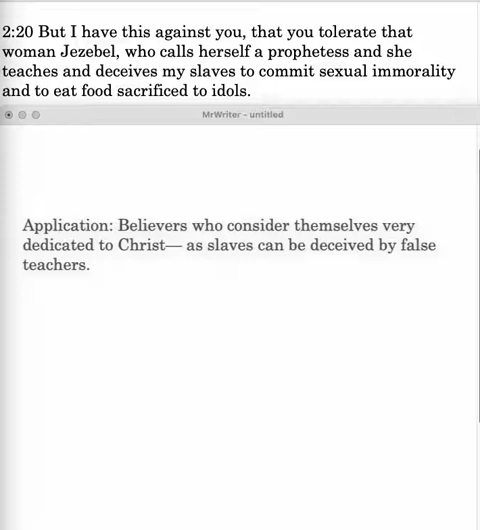 2:20 But I have this against you, that you tolerate that
woman Jezebel, who calls herself a prophetess and she
teaches and deceives my slaves to commit sexual immorality
and to eat food sacrificed to idols.
MrWriter - untitled
Application: Believers who consider themselves very
dedicated to Christ— as slaves can be deceived by false
teachers.